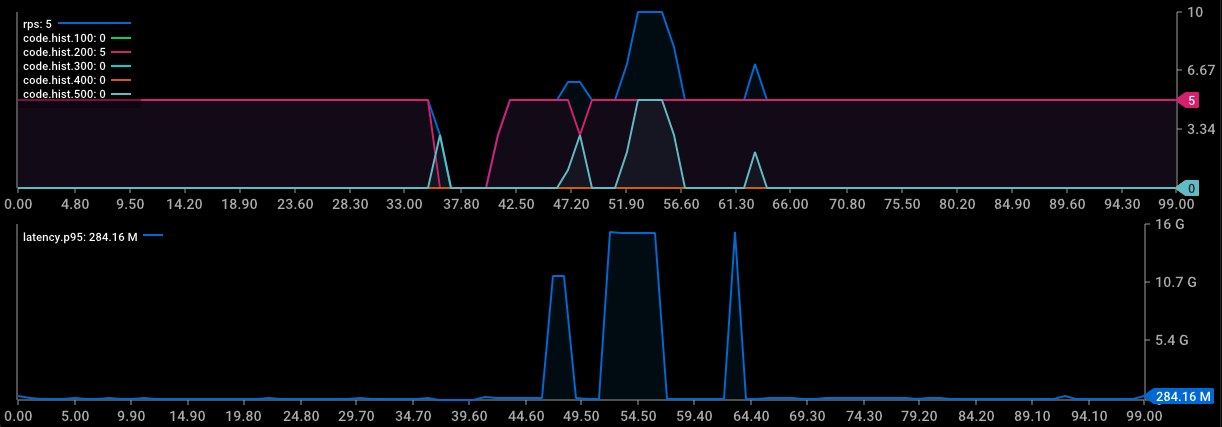 rps: 5
code.hist.100: 0
code.hist.200: 5
code.hist.300: 0
code.hist.400: 0
code.hist.500: 0
10
6.67
5
3.34
0
0.00 4.80 9.50 14.20 18.90 23.60 28.30 33.00 37.80 42.50 47.20 51.90 56.60 61.30 66.00 70.80 75.50 80.20 84.90 89.60 94.30 99.00
latency.p95: 284.16 M
16 G
10.7 G
5.4 G
284.16 M
0.00 5.00 9.90 14.90 19.80 24.80 29.70 34.70 39.60 44.60 49.50 54.50 59.40 64.40 69.30 74.30 79.20 84.20 89.10 94.10 99.00